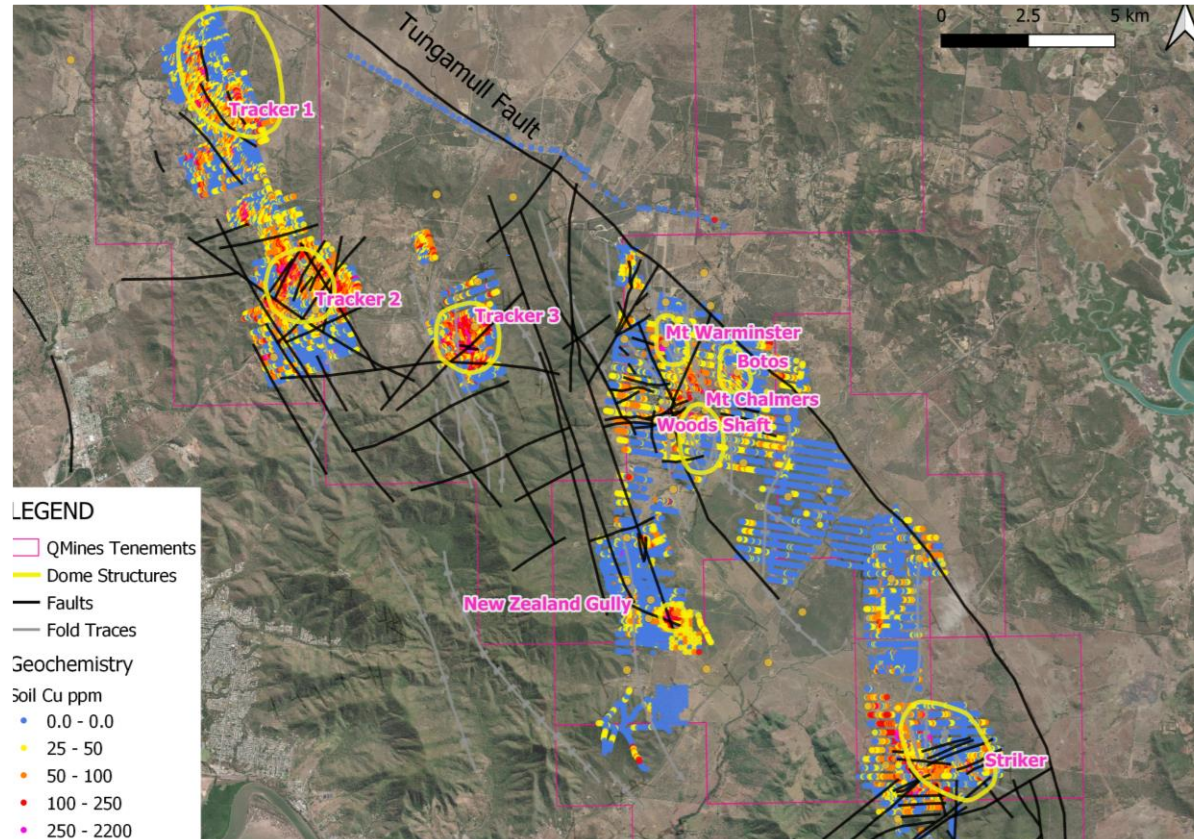 0 2.5 5 km
Tungamull Fault
Tracker 1
Tracker 2
Tracker 3
Mt Warminster
Botos
Mt Chalmers
Woods Shaft
New Zealand Gully
Striker
LEGEND
QMines Tenements
Dome Structures
Faults
Fold Traces
Geochemistry
Soil Cu ppm
0.0 - 0.0
25 - 50
50 - 100
100 - 250
250 - 2200